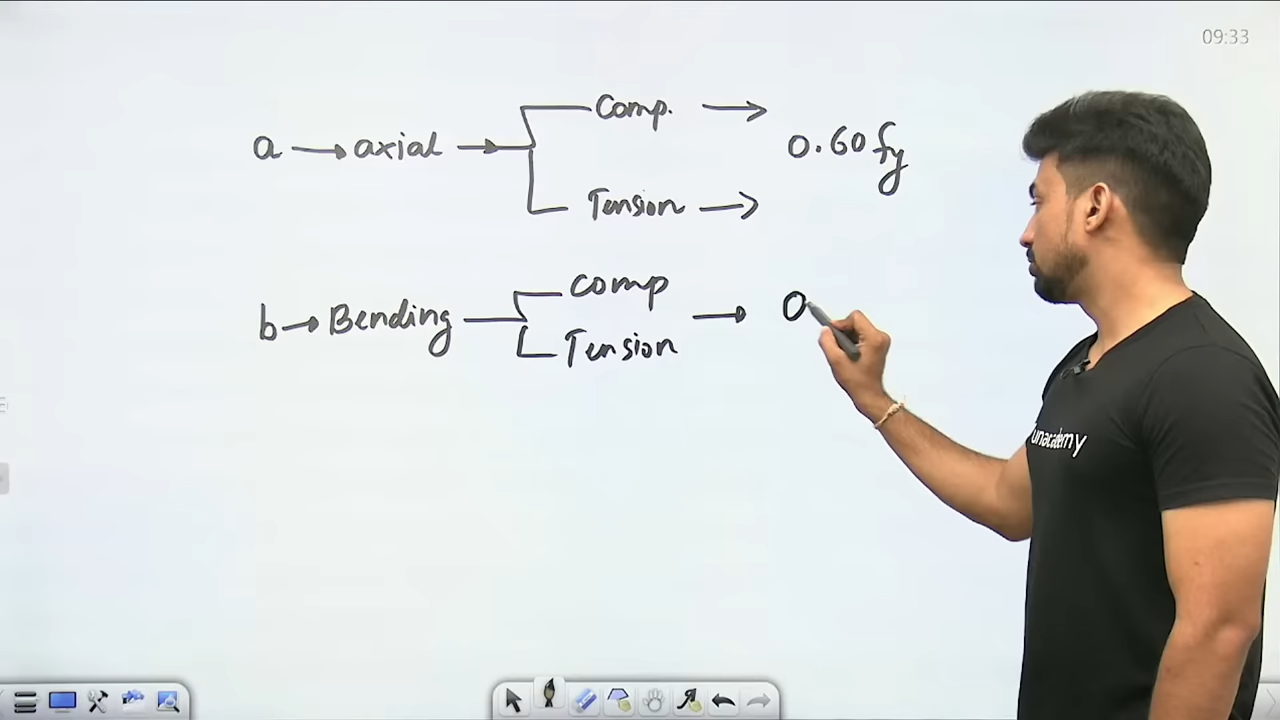 09:33
a → axial → Comp. →
0.60 fy
Tension →
b → Bending comp
Tension → 0
unacademy